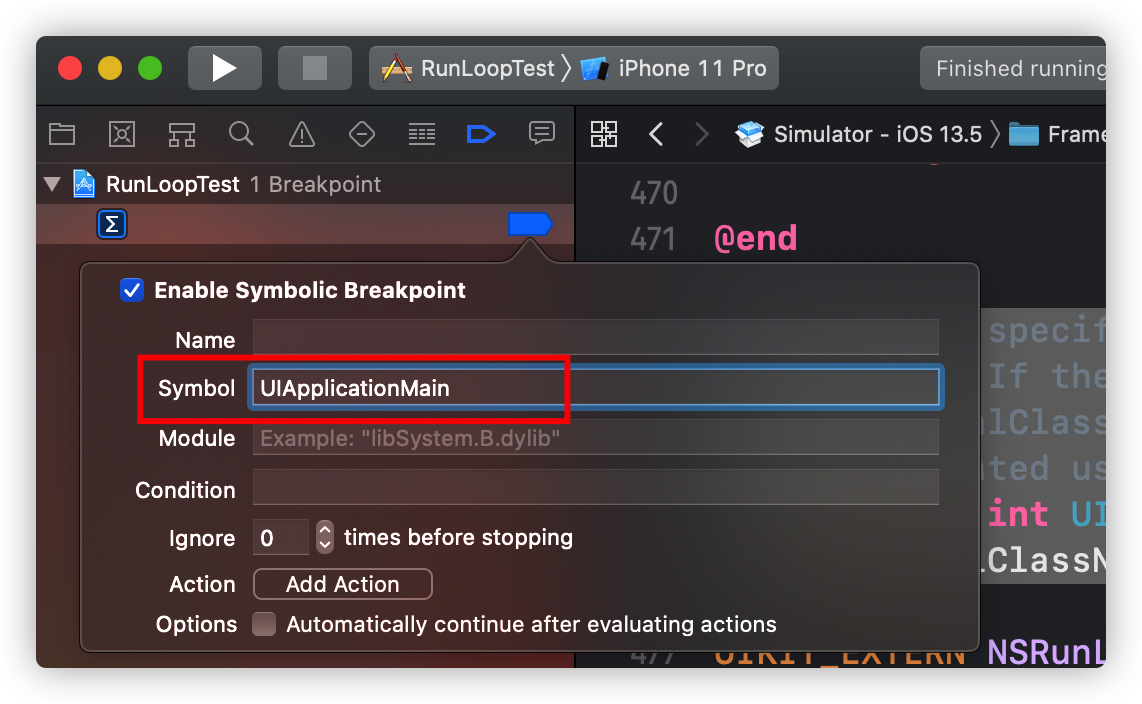 RunLoopTest 〉 iPhone 11 Pro
Finished running
Simulator - iOS 13.5 〉 Frame
RunLoopTest 1 Breakpoint
470
Σ
471 @end
Enable Symbolic Breakpoint
Name
specif
Symbol UIApplicationMain
If the
Module Example: "libSystem.B.dylib"
lClass
ted us
Condition
int UI
Ignore 0 times before stopping
lClassN
Action Add Action
Options Automatically continue after evaluating actions
477 UIKIT_EXTERN NSRunL